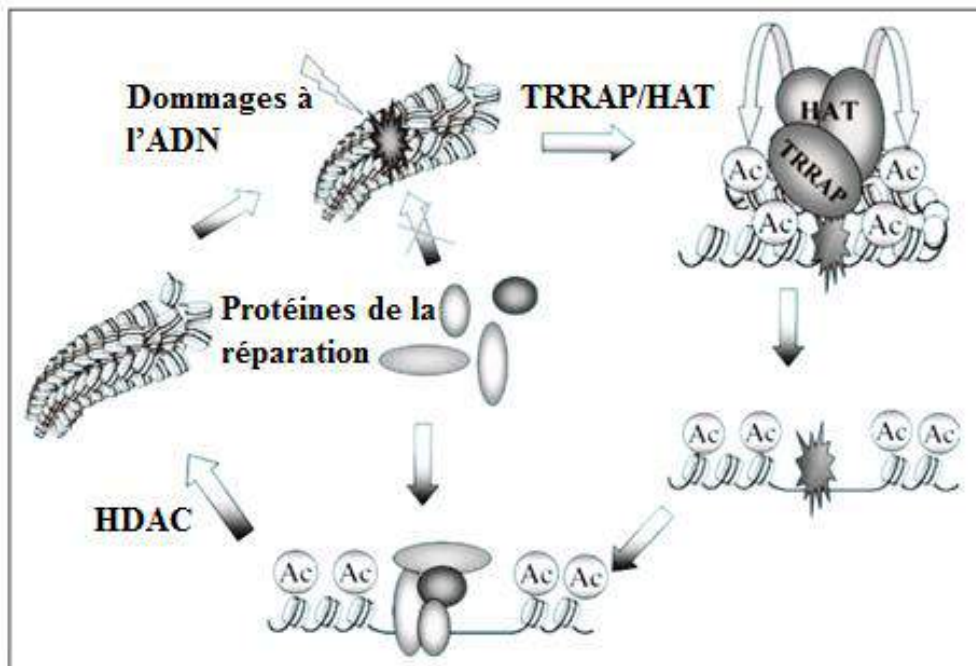 Dommages à
l'ADN
TRRAP/HAT
HAT
TRRAP
Ac
Ac
Ac
Ac
Protéines de la
réparation
Ac
Ac
Ac
Ac
HDAC
Ac
Ac
Ac
Ac